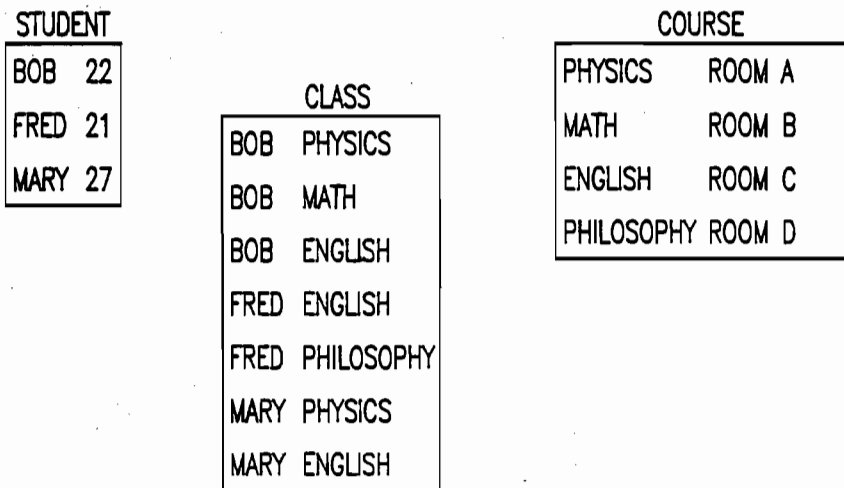 STUDENT
BOB 22
FRED 21
MARY 27
CLASS
BOB PHYSICS
BOB MATH
BOB ENGLISH
FRED ENGLISH
FRED PHILOSOPHY
MARY PHYSICS
MARY ENGLISH
COURSE
PHYSICS ROOM A
MATH ROOM B
ENGLISH ROOM C
PHILOSOPHY ROOM D